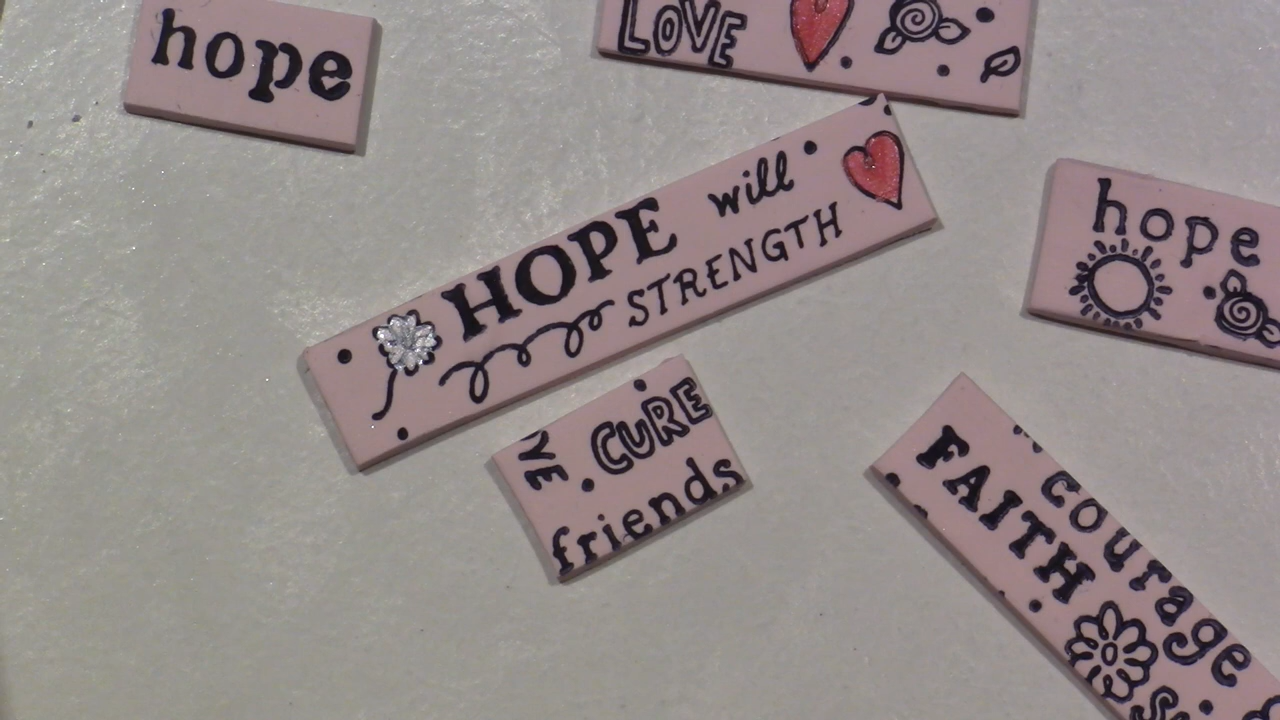 hope
LOVE
HOPE will
STRENGTH
hope
CURE
friends
FAITH
courage